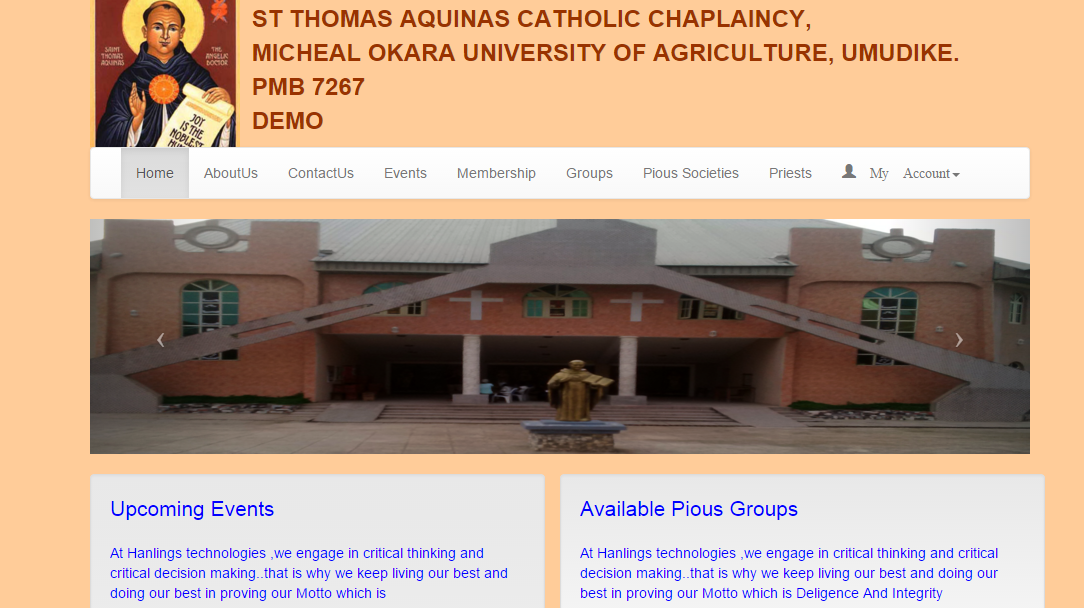 SAINT THOMAS AQUINAS
THE ANGELIC DOCTOR
JOY
IS THE
NOBLEST
ST THOMAS AQUINAS CATHOLIC CHAPLAINCY,
MICHEAL OKARA UNIVERSITY OF AGRICULTURE, UMUDIKE.
PMB 7267
DEMO
Home AboutUs ContactUs Events Membership Groups Pious Societies Priests My Account
Upcoming Events
At Hanlings technologies ,we engage in critical thinking and
critical decision making..that is why we keep living our best and
doing our best in proving our Motto which is
Available Pious Groups
At Hanlings technologies ,we engage in critical thinking and critical
decision making..that is why we keep living our best and doing our
best in proving our Motto which is Deligence And Integrity